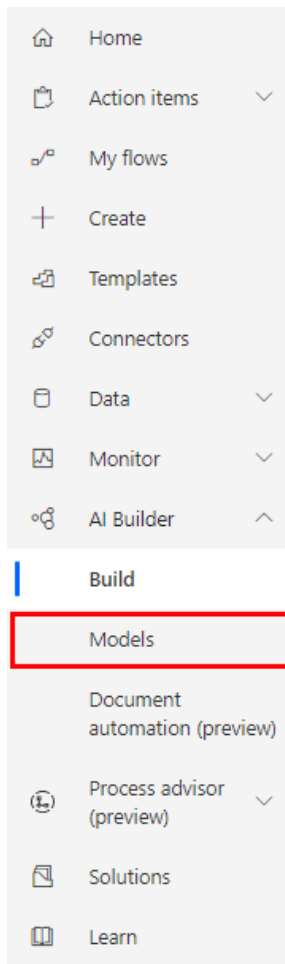 Home
Action items
My flows
Create
Templates
Connectors
Data
Monitor
AI Builder
Build
Models
Document
automation (preview)
Process advisor
(preview)
Solutions
Learn